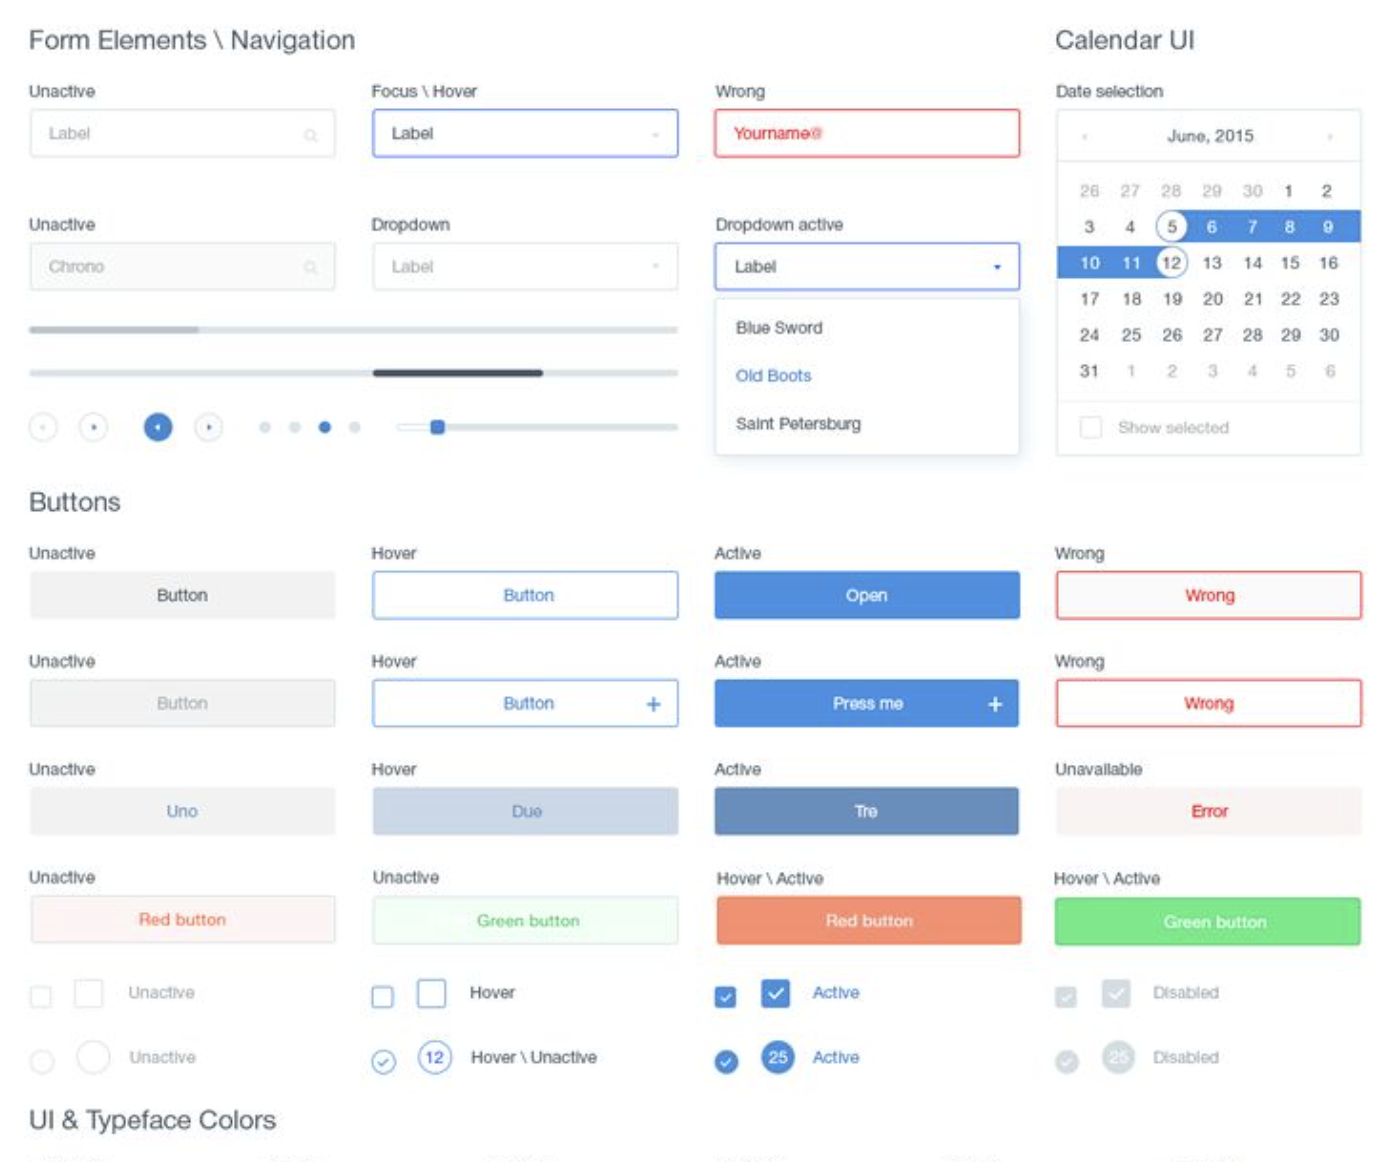 Form Elements \ Navigation
Calendar UI
Unactive
Focus \ Hover
Wrong
Date selection
Label
Label
Yourname@
June, 2015
26 27 28 29 30 1 2
3 4 5 6 7 8 9
10 11 12 13 14 15 16
17 18 19 20 21 22 23
24 25 26 27 28 29 30
31 1 2 3 4 5 6
Show selected
Unactive
Dropdown
Dropdown active
Chrono
Label
Label
Blue Sword
Old Boots
Saint Petersburg
Buttons
Unactive
Hover
Active
Wrong
Button
Button
Open
Wrong
Unactive
Hover
Active
Wrong
Button
Button +
Press me +
Wrong
Unactive
Hover
Active
Unavailable
Uno
Due
Tre
Error
Unactive
Unactive
Hover \ Active
Hover \ Active
Red button
Green button
Red button
Green button
Unactive
Hover
Active
Disabled
Unactive
12 Hover \ Unactive
25 Active
25 Disabled
UI & Typeface Colors